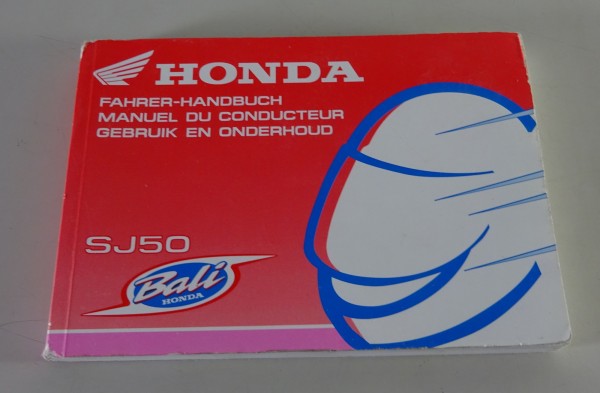 HONDA
FAHRER-HANDBUCH
MANUEL DU CONDUCTEUR
GEBRUIK EN ONDERHOUD
SJ50
Bali
HONDA